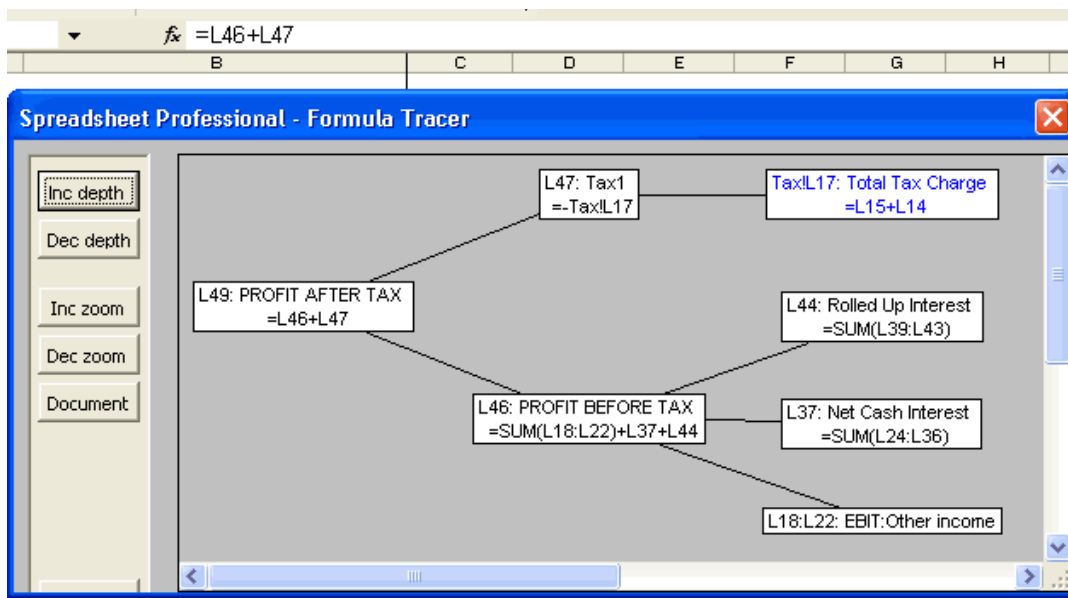 fx =L46+L47
B C D E F G H
Spreadsheet Professional - Formula Tracer
Inc depth
Dec depth
Inc zoom
Dec zoom
Document
L47: Tax1
=-Tax!L17
Tax!L17: Total Tax Charge
=L15+L14
L49: PROFIT AFTER TAX
=L46+L47
L44: Rolled Up Interest
=SUM(L39:L43)
L46: PROFIT BEFORE TAX
=SUM(L18:L22)+L37+L44
L37: Net Cash Interest
=SUM(L24:L36)
L18:L22: EBIT:Other income